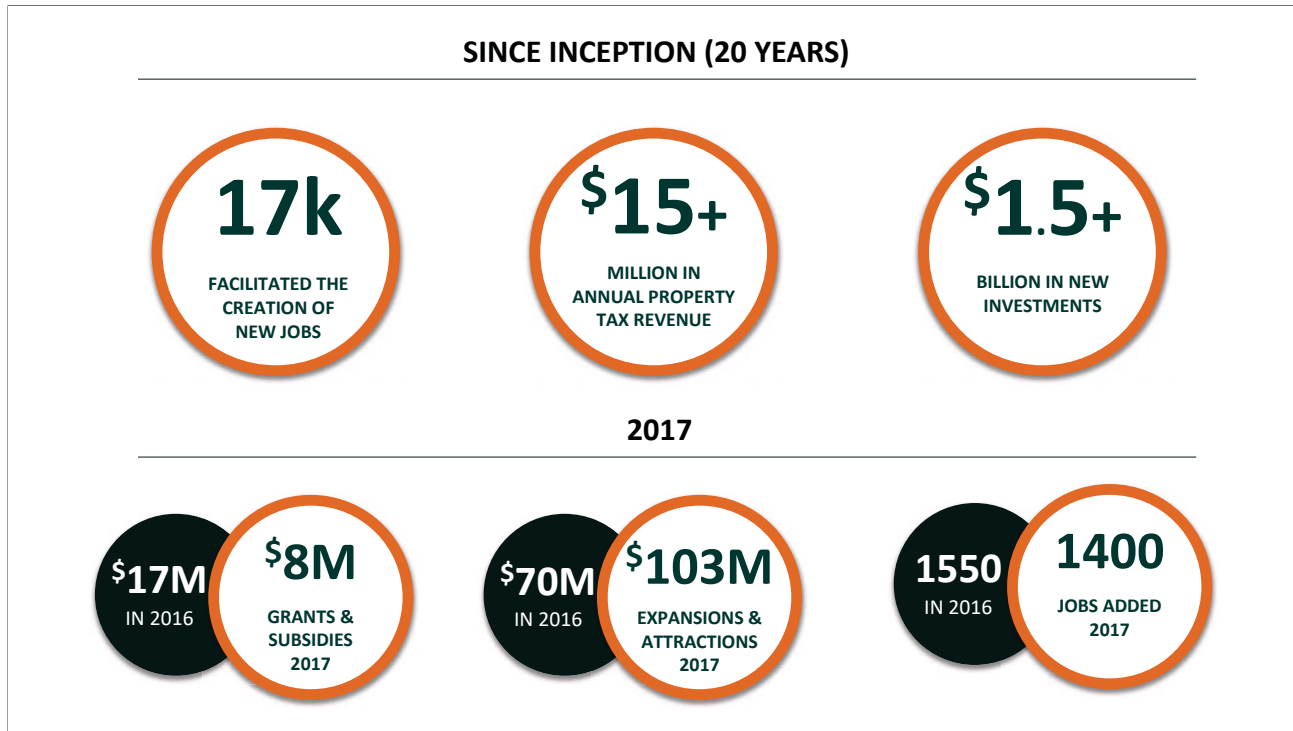 SINCE INCEPTION (20 YEARS)
17k
FACILITATED THE
CREATION OF
NEW JOBS
$15+
MILLION IN
ANNUAL PROPERTY
TAX REVENUE
$1.5+
BILLION IN NEW
INVESTMENTS
2017
$17M
IN 2016
$8M
GRANTS &
SUBSIDIES
2017
$70M
IN 2016
$103M
EXPANSIONS &
ATTRACTIONS
2017
1550
IN 2016
1400
JOBS ADDED
2017